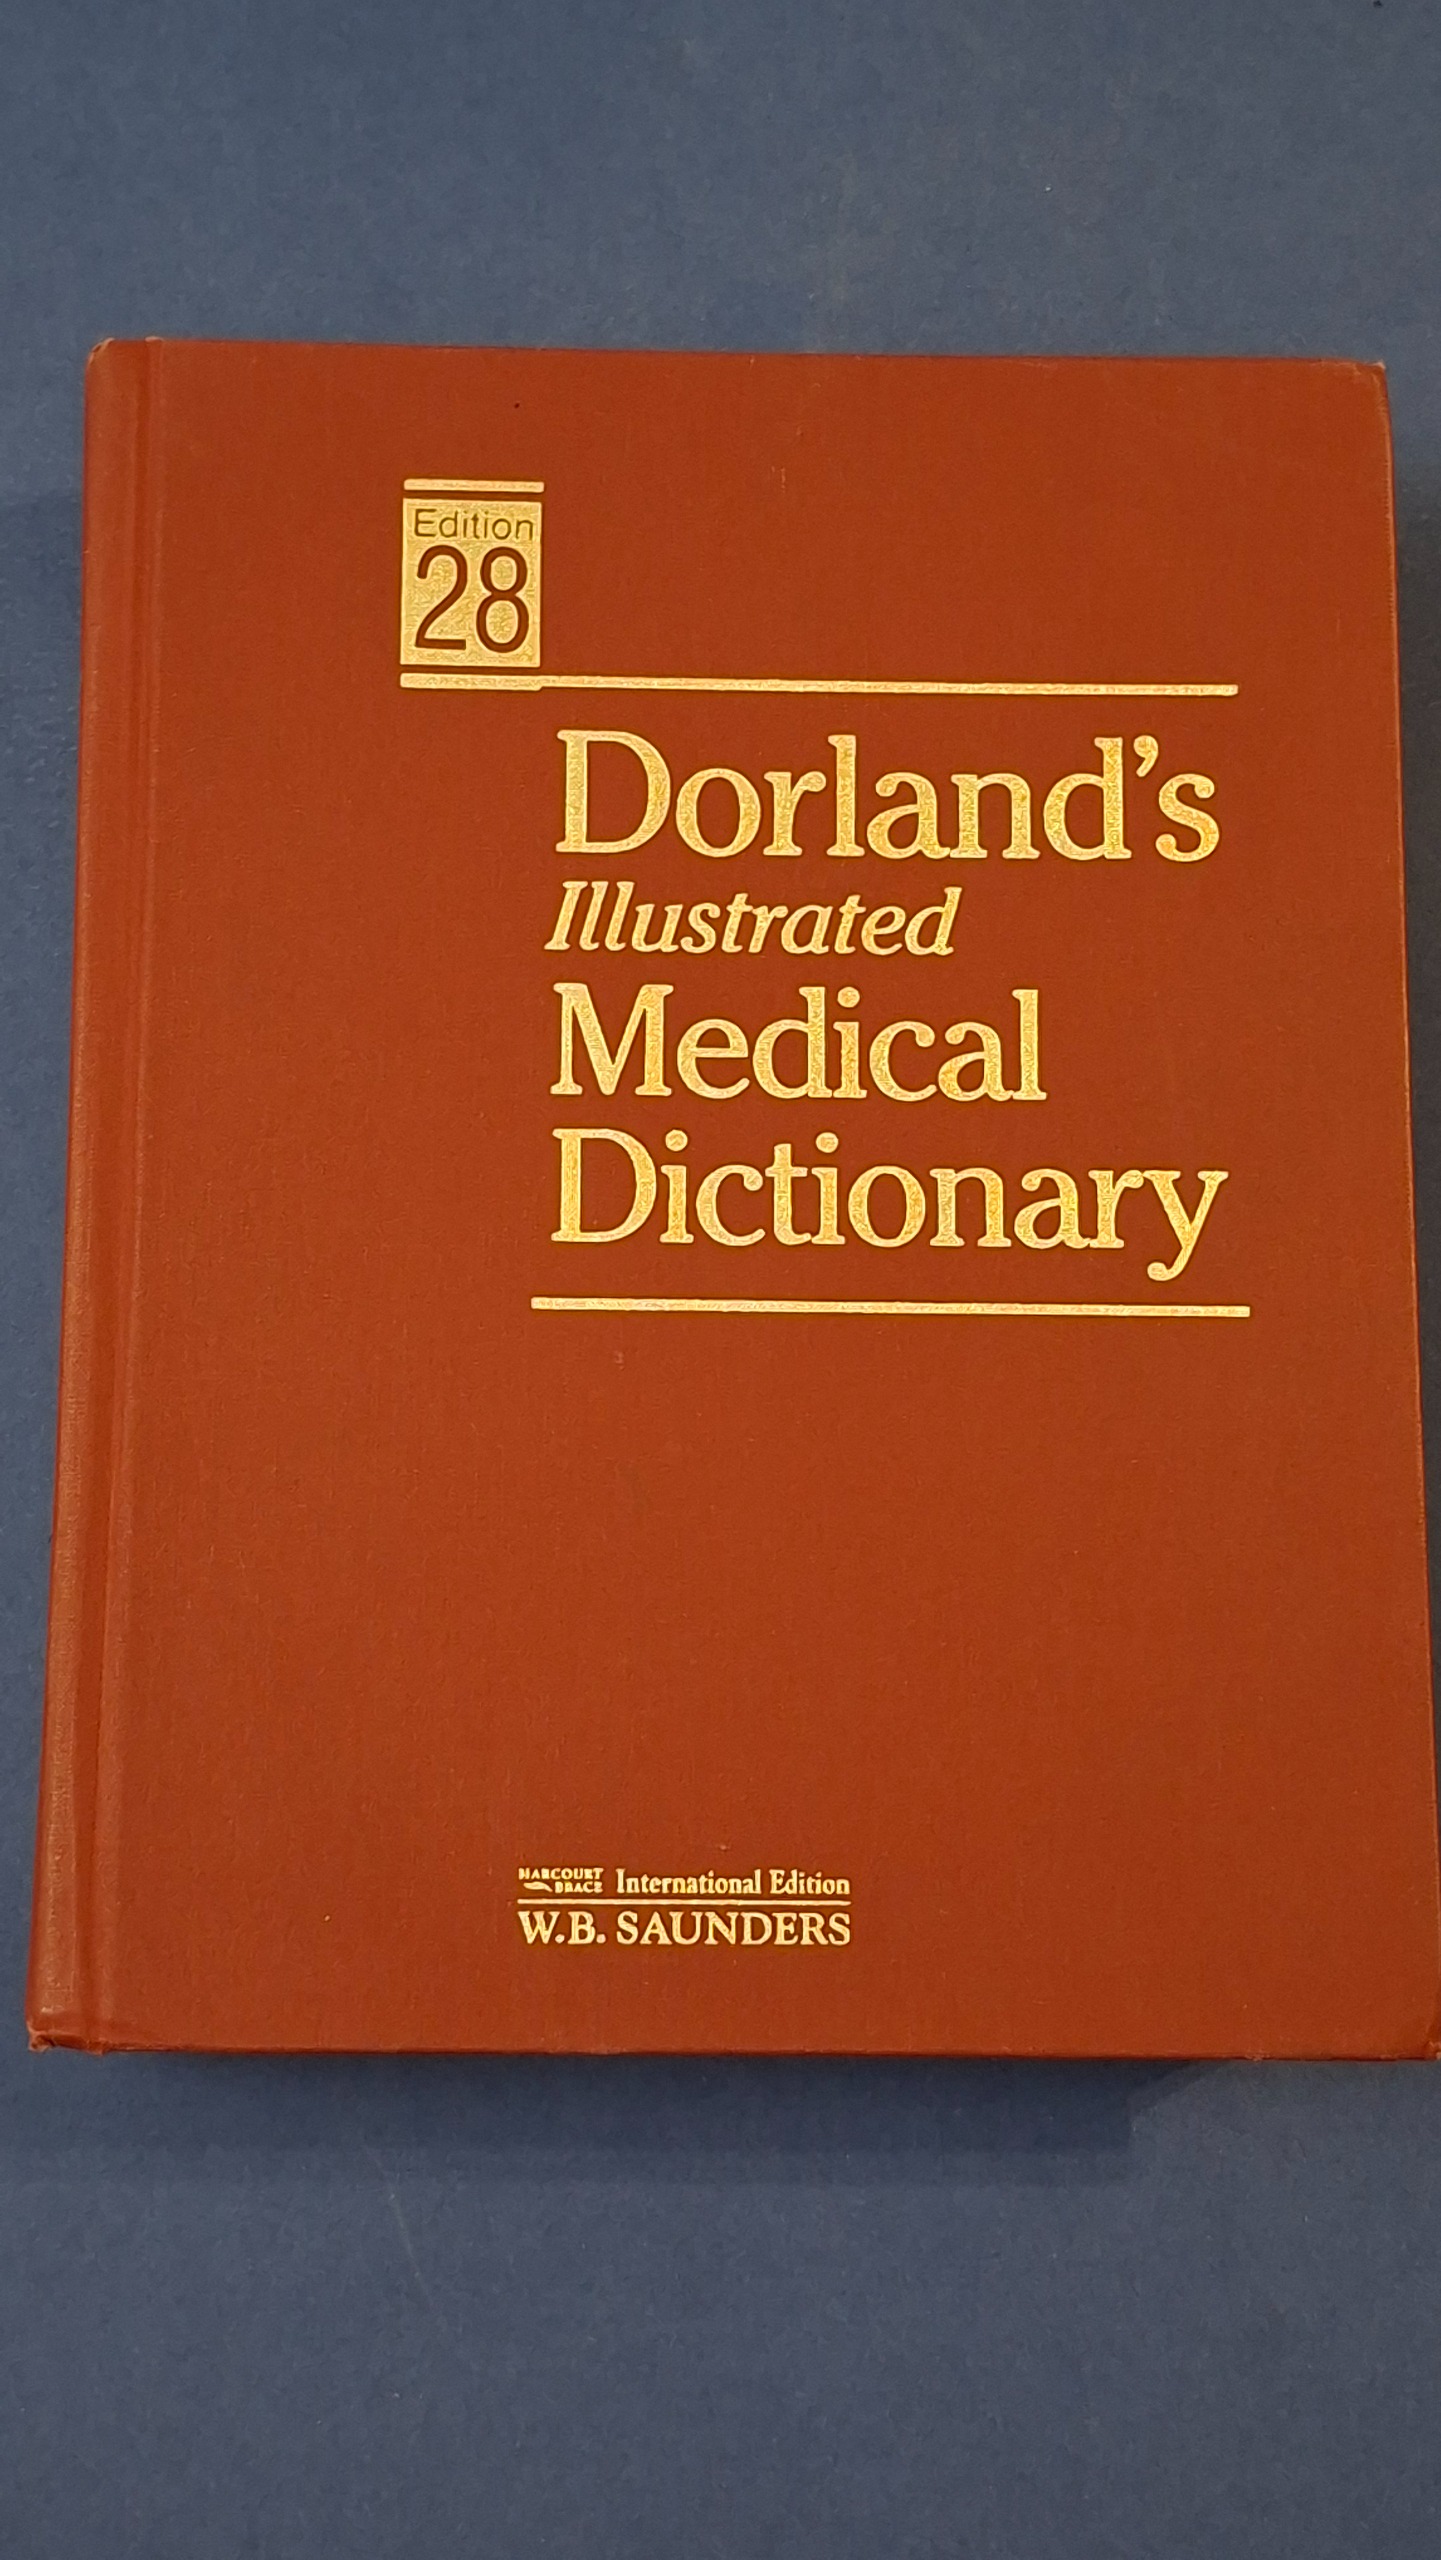 Edition
28
Dorland's
Illustrated
Medical
Dictionary
HARCOURT
BRACE
International Edition
W.B. SAUNDERS